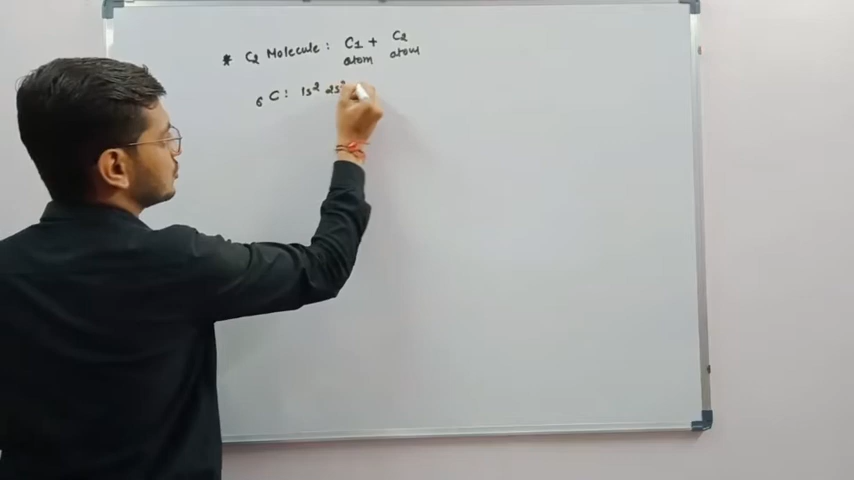 * C₂ Molecule : C1 + C₂
atom atom
₆C : 1s² 2s²